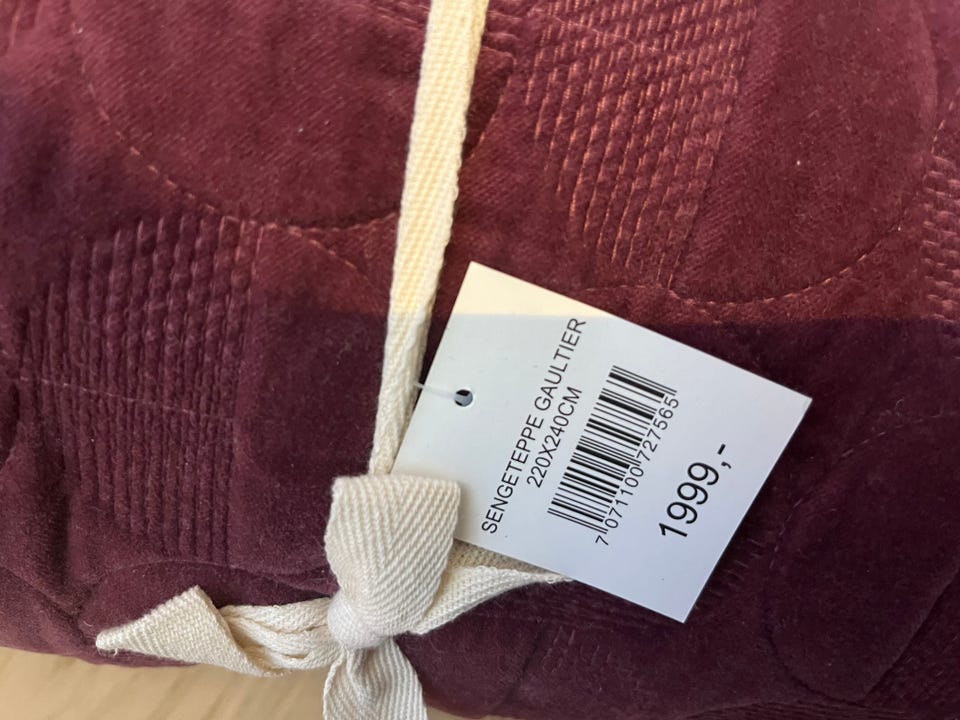 SENGETEPPE GAULTIER
220X240CM
7071100727565
1999,-